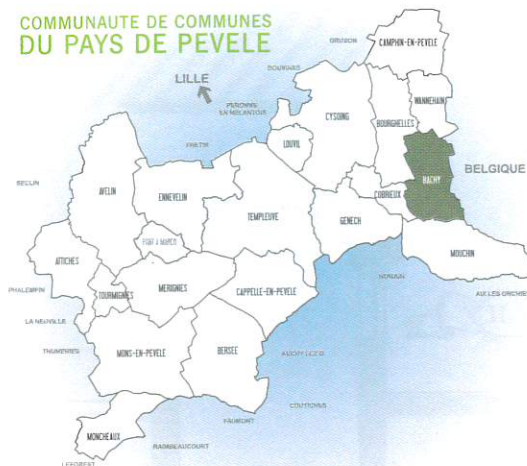 COMMUNAUTE DE COMMUNES
DU PAYS DE PEVELE
GRUSON
CAMPHIN-EN-PEVELE
LILLE
BOUVINES
PERONNE
EN MELANTOIS
CYSOING
BOURGHELLES
WANNEHAIN
FRETIN
LOUVIL
BELGIQUE
SECLIN
AVELIN
ENNEVELIN
BACHY
COBRIEUX
TEMPLEUVE
GENECH
PONT A MARCQ
MOUCHIN
ATTICHES
NOMAIN
PHALEMPIN
TOURMIGNIES
MERIGNIES
CAPPELLE-EN-PEVELE
AIX LES ORCHIES
LA NEUVILLE
THUMERIES
MONS-EN-PEVELE
BERSEE
AUCHY
COUTICHES
FAUMONT
MONCHEAUX
RAIMBEAUCOURT
LEFOREST